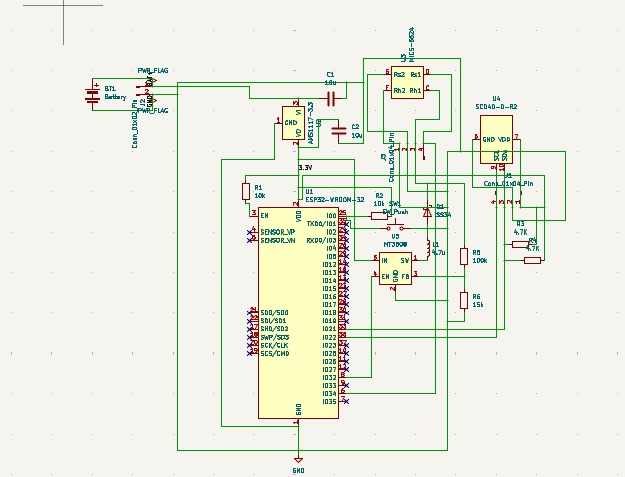 PWR_FLAG
BT1
Battery
PWR_FLAG
Conn_01x02_Pin
C1
10u
U3
MICS-5524
Rs2 Rs1
Rh2 Rh1
GND
VI
VO
AMS1117-3.3
C2
10u
Conn_01x04_Pin
U4
SCD40-D-R2
GND VDD
SCL
SDA
Conn_01x04_Pin
3.3V
R1
10k
U1
ESP32-WROOM-32
R2
10k
SW1
SW_Push
D1
SS34
U5
MT3608
IN
SW
EN
GND
FB
L1
4.7u
R3
4.7K
4.7K
R5
100k
R6
15k
EN
VDD
SENSOR_VP
SENSOR_VN
SDO/SD0
SDI/SD1
SHD/SD2
SWP/SD3
SCK/CLK
SCS/CMD
IO0
TXD0/IO1
IO2
RXD0/IO3
IO4
IO5
IO12
IO13
IO14
IO15
IO16
IO17
IO18
IO19
IO21
IO22
IO23
IO25
IO26
IO27
IO32
IO33
IO34
IO35
GND
GND